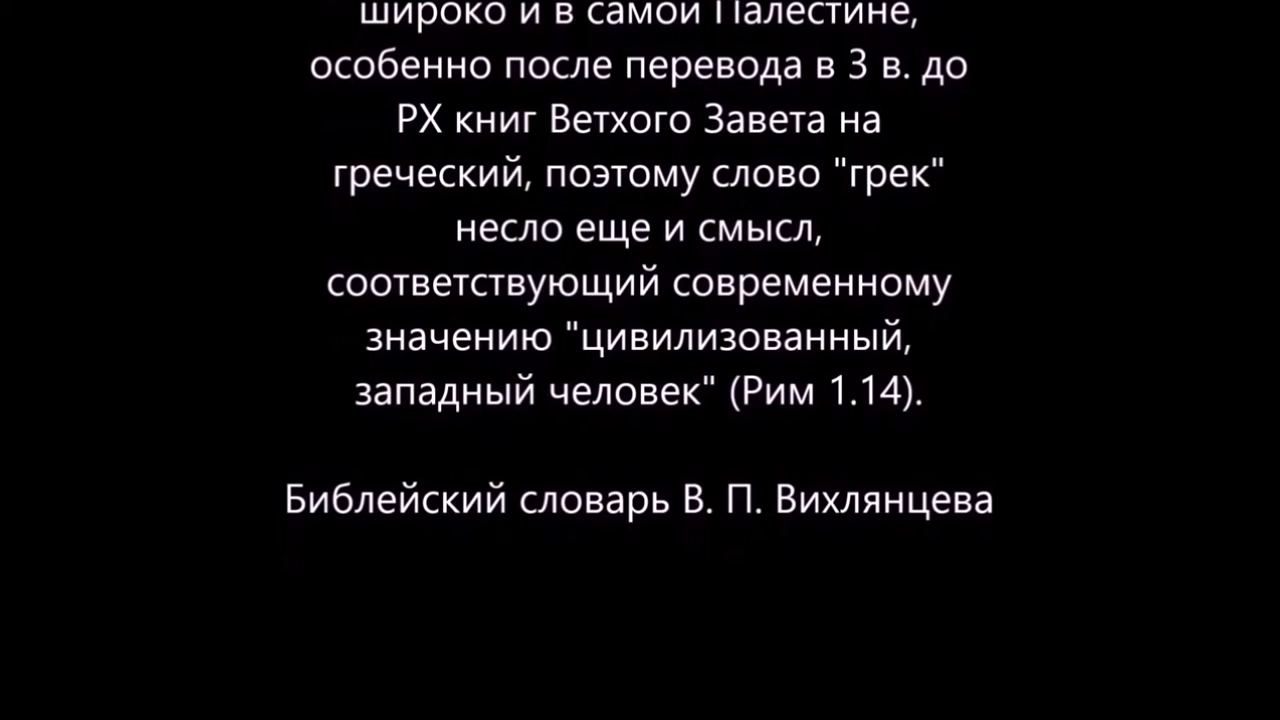 широко и в самой Палестине,
особенно после перевода в 3 в. до
РХ книг Ветхого Завета на
греческий, поэтому слово "грек"
несло еще и смысл,
соответствующий современному
значению "цивилизованный,
западный человек" (Рим 1.14).
Библейский словарь В. П. Вихлянцева